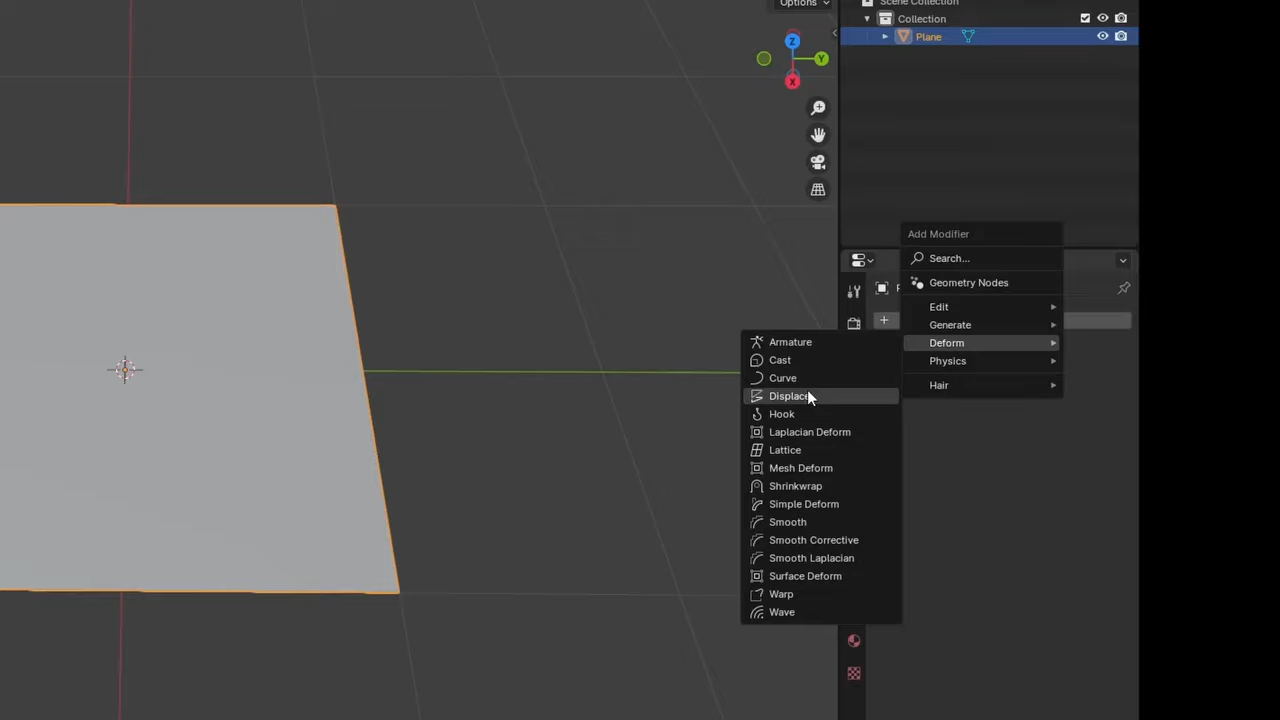 Options
Scene Collection
Collection
Plane
Z
Y
X
Add Modifier
Search...
Geometry Nodes
Edit
Generate
Deform
Physics
Hair
Armature
Cast
Curve
Displace
Hook
Laplacian Deform
Lattice
Mesh Deform
Shrinkwrap
Simple Deform
Smooth
Smooth Corrective
Smooth Laplacian
Surface Deform
Warp
Wave